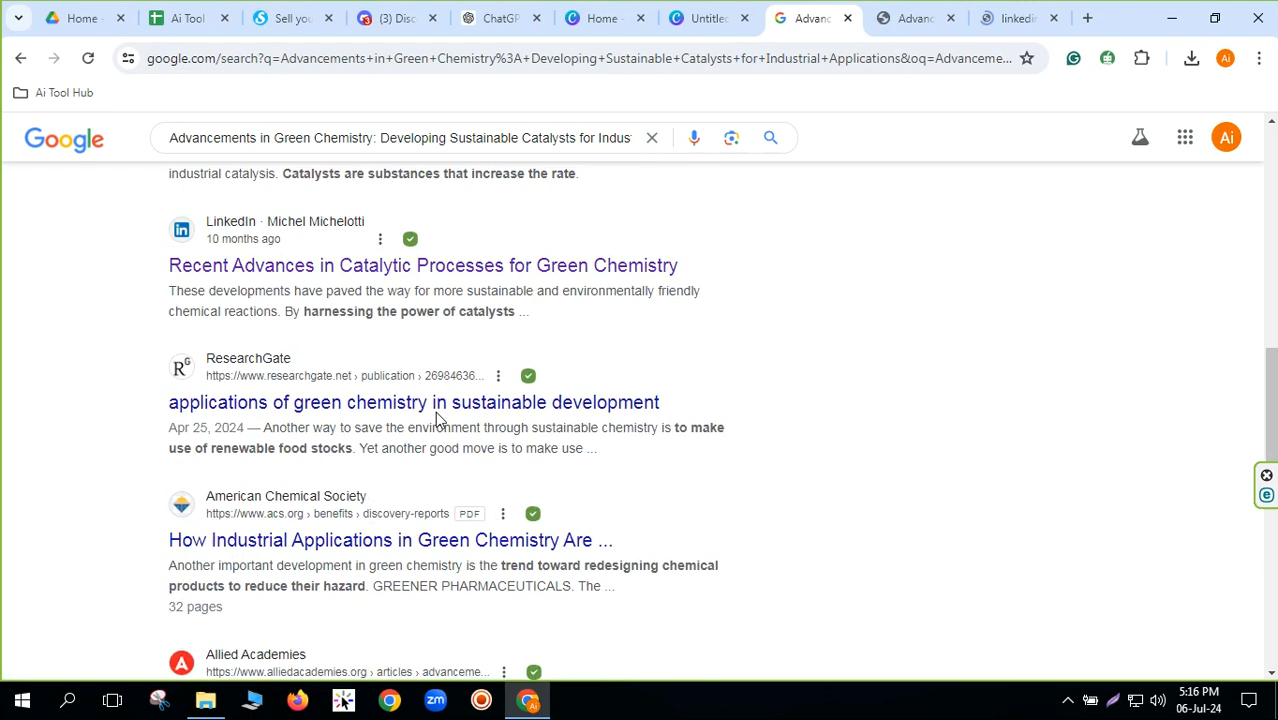 Home -
Ai Tool
Sell you
(3) Disc
ChatGP
Home -
Untitled
Advanc
Advanc
linkedin
google.com/search?q=Advancements+in+Green+Chemistry%3A+Developing+Sustainable+Catalysts+for+Industrial+Applications&oq=Advanceme...
Ai
Ai Tool Hub
Google
Advancements in Green Chemistry: Developing Sustainable Catalysts for Indus
Ai
industrial catalysis. Catalysts are substances that increase the rate.
LinkedIn · Michel Michelotti
10 months ago
Recent Advances in Catalytic Processes for Green Chemistry
These developments have paved the way for more sustainable and environmentally friendly
chemical reactions. By harnessing the power of catalysts ...
ResearchGate
https://www.researchgate.net › publication › 26984636...
applications of green chemistry in sustainable development
Apr 25, 2024 — Another way to save the environment through sustainable chemistry is to make
use of renewable food stocks. Yet another good move is to make use ...
American Chemical Society
https://www.acs.org › benefits › discovery-reports PDF
How Industrial Applications in Green Chemistry Are ...
Another important development in green chemistry is the trend toward redesigning chemical
products to reduce their hazard. GREENER PHARMACEUTICALS. The ...
32 pages
Allied Academies
https://www.alliedacademies.org › articles › advanceme...
zm
Ai
5:16 PM
06-Jul-24